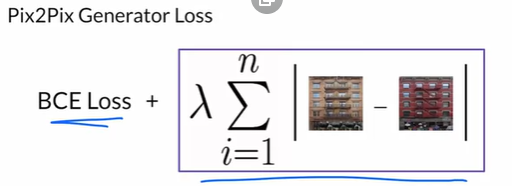 Pix2Pix Generator Loss
n
BCE Loss + λ ∑ | - |
i=1